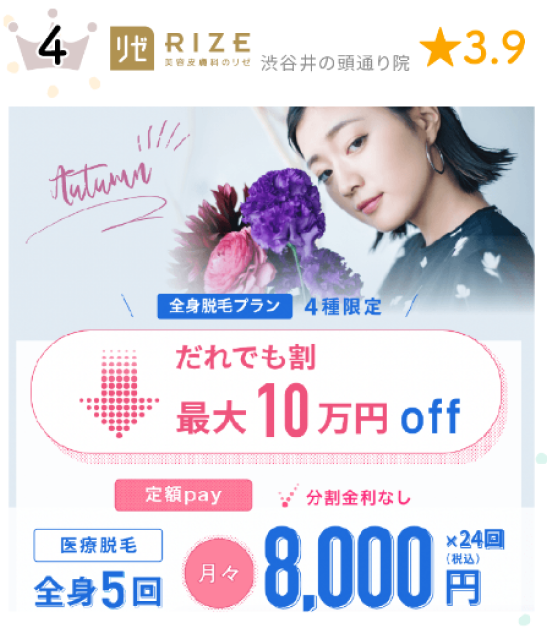 4
リゼ
RIZE
美容皮膚科のリゼ
渋谷井の頭通り院
★3.9
Autumn
全身脱毛プラン 4種限定
だれでも割
最大10万円off
定額pay 分割金利なし
医療脱毛
全身5回
月々
8,000円
×24回
(税込)